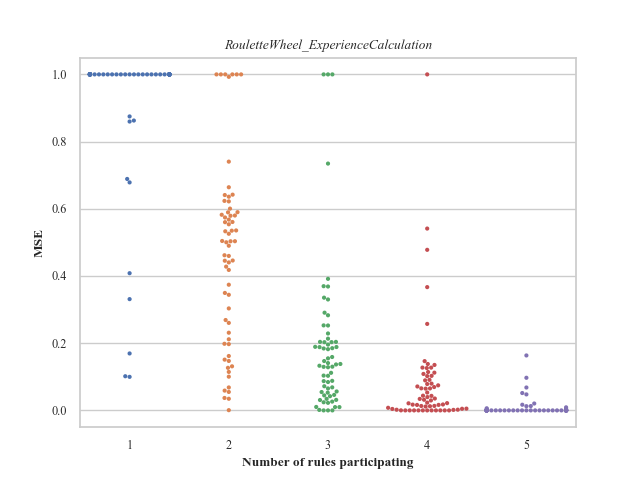 RouletteWheel_ExperienceCalculation
MSE
1.0
0.8
0.6
0.4
0.2
0.0
1 2 3 4 5
Number of rules participating